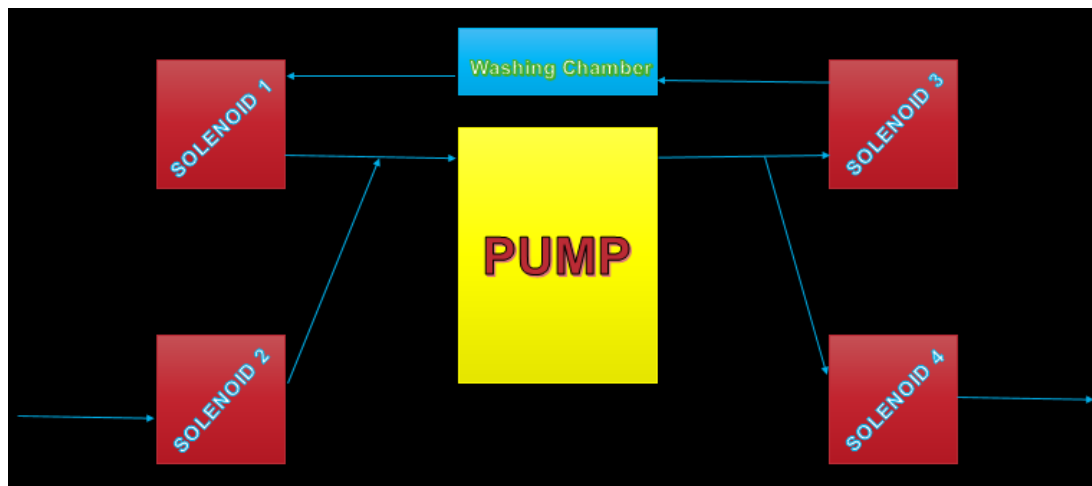 Washing Chamber
SOLENOID 1
SOLENOID 3
PUMP
SOLENOID 2
SOLENOID 4